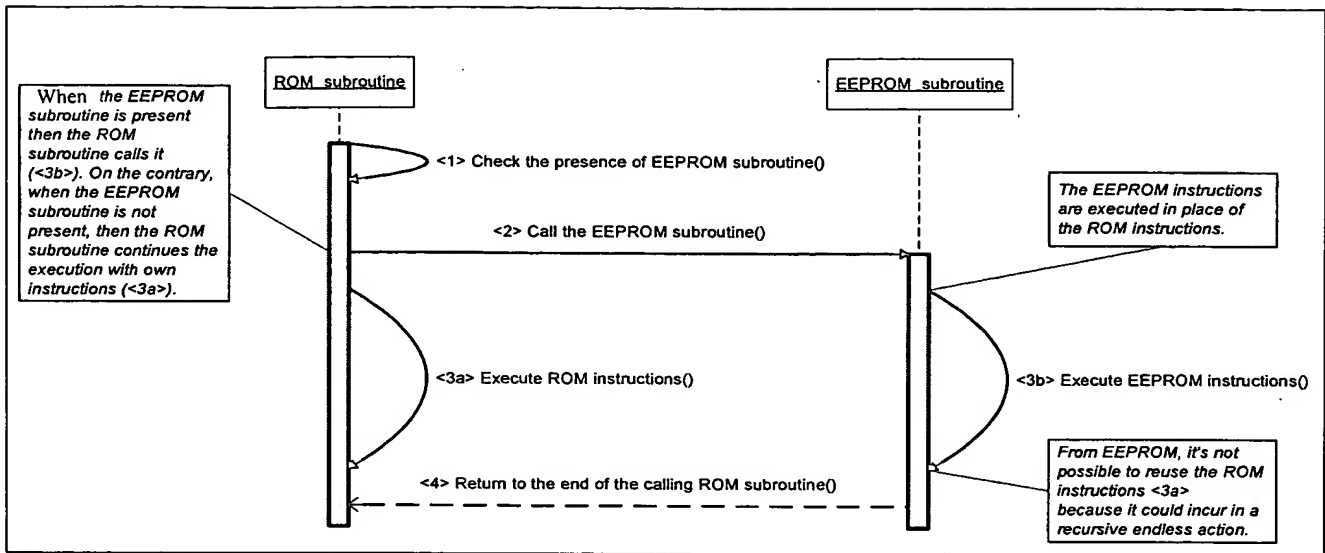 ROM subroutine
EEPROM subroutine
When the EEPROM
subroutine is present
then the ROM
subroutine calls it
(<3b>). On the contrary,
when the EEPROM
subroutine is not
present, then the ROM
subroutine continues the
execution with own
instructions (<3a>).
<1> Check the presence of EEPROM subroutine()
The EEPROM instructions
are executed in place of
the ROM instructions.
<2> Call the EEPROM subroutine()
<3a> Execute ROM instructions()
<3b> Execute EEPROM instructions()
From EEPROM, it's not
possible to reuse the ROM
instructions <3a>
because it could incur in a
recursive endless action.
<4> Return to the end of the calling ROM subroutine()